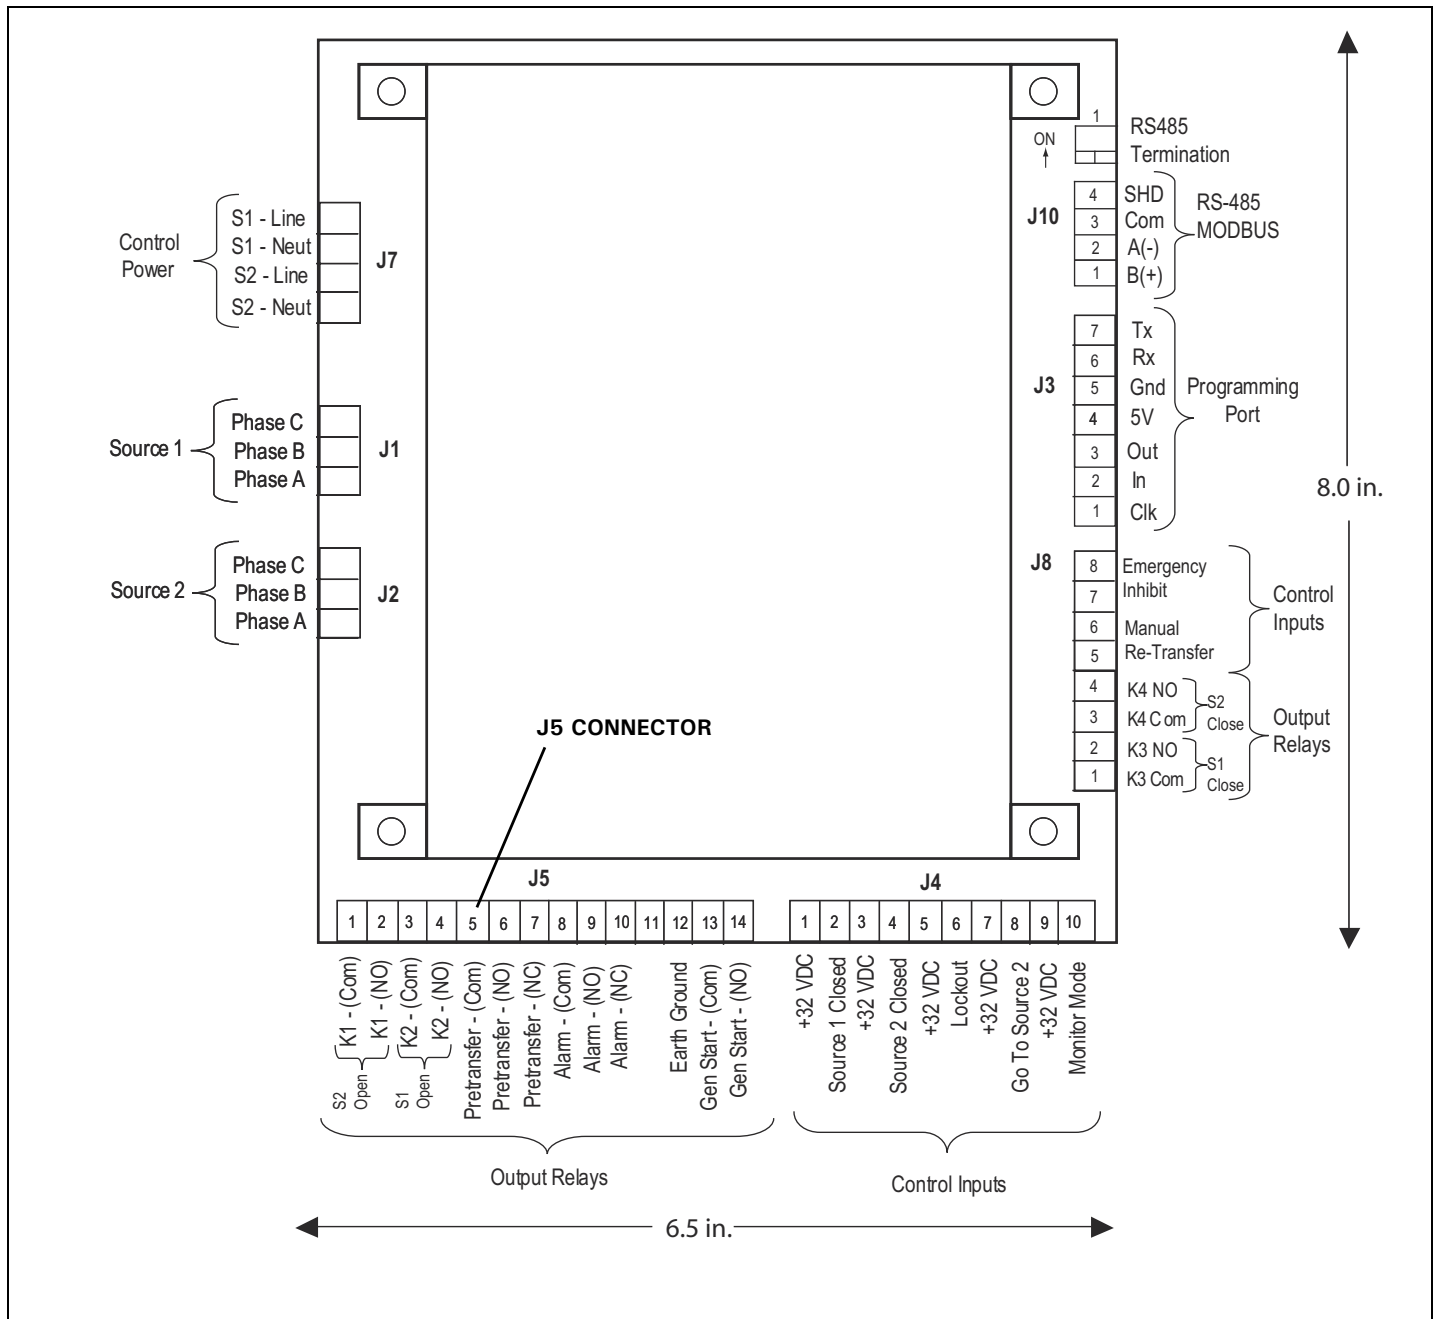 1
RS485
Termination
ON
J10
4 SHD
3 Com
2 A(-)
1 B(+)
RS-485
MODBUS
Control
Power
S1 - Line
S1 - Neut
S2 - Line
S2 - Neut
J7
J3
7 Tx
6 Rx
5 Gnd
4 5V
3 Out
2 In
1 Clk
Programming
Port
Source 1
Phase C
Phase B
Phase A
J1
8.0 in.
Source 2
Phase C
Phase B
Phase A
J2
J8
8 Emergency
7 Inhibit
6 Manual
5 Re-Transfer
Control
Inputs
4 K4 NO
3 K4 Com
S2
Close
2 K3 NO
1 K3 Com
S1
Close
Output
Relays
J5 CONNECTOR
J5
1 2 3 4 5 6 7 8 9 10 11 12 13 14
K1 - (Com)
K1 - (NO)
S2
Open
K2 - (Com)
K2 - (NO)
S1
Open
Pretransfer - (Com)
Pretransfer - (NO)
Pretransfer - (NC)
Alarm - (Com)
Alarm - (NO)
Alarm - (NC)
Earth Ground
Gen Start - (Com)
Gen Start - (NO)
Output Relays
J4
1 2 3 4 5 6 7 8 9 10
+32 VDC
Source 1 Closed
+32 VDC
Source 2 Closed
+32 VDC
Lockout
+32 VDC
Go To Source 2
+32 VDC
Monitor Mode
Control Inputs
6.5 in.